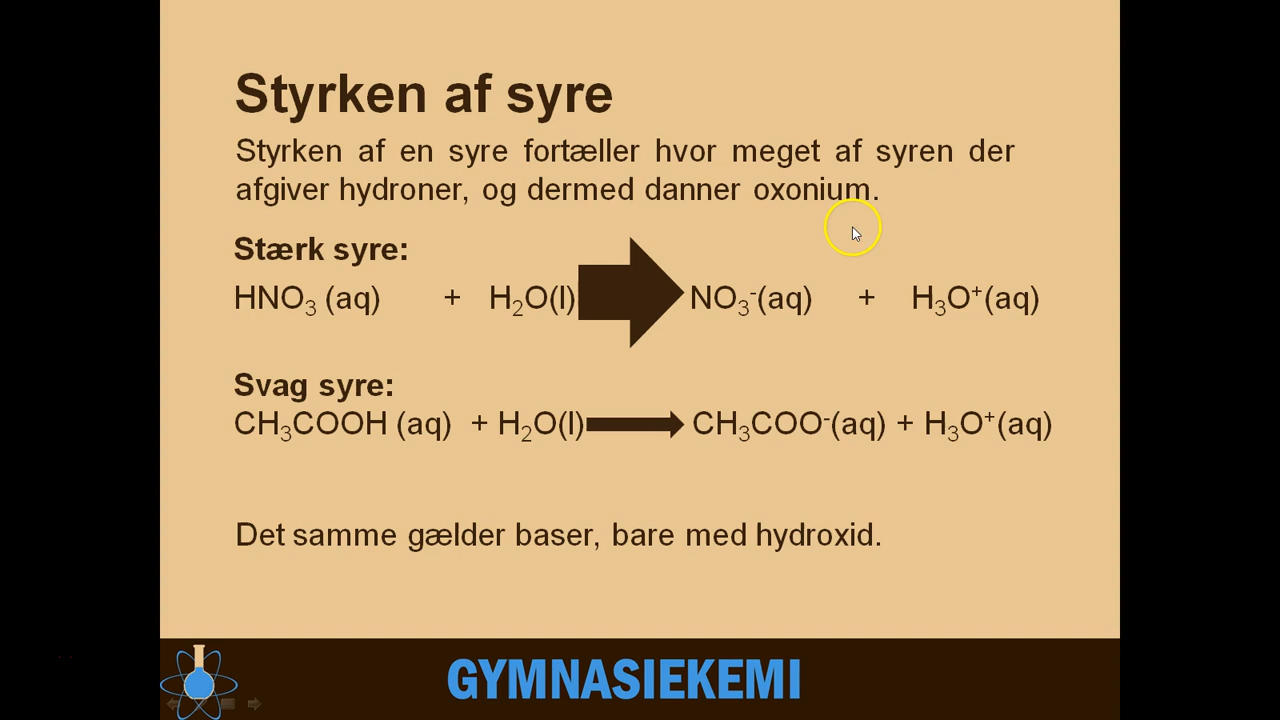 Styrken af syre
Styrken af en syre fortæller hvor meget af syren der
afgiver hydroner, og dermed danner oxonium.
Stærk syre:
HNO₃ (aq) + H₂O(l) NO₃⁻(aq) + H₃O⁺(aq)
Svag syre:
CH₃COOH (aq) + H₂O(l) CH₃COO⁻(aq) + H₃O⁺(aq)
Det samme gælder baser, bare med hydroxid.
GYMNASIEKEMI